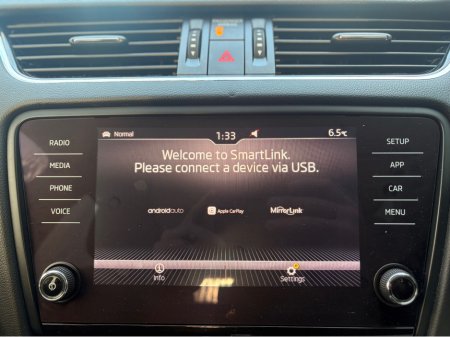 Normal
1:33
6.5℃
Welcome to SmartLink.
Please connect a device via USB.
androidauto
Apple CarPlay
MirrorLink
Info
Settings
RADIO
MEDIA
PHONE
VOICE
SETUP
APP
CAR
MENU